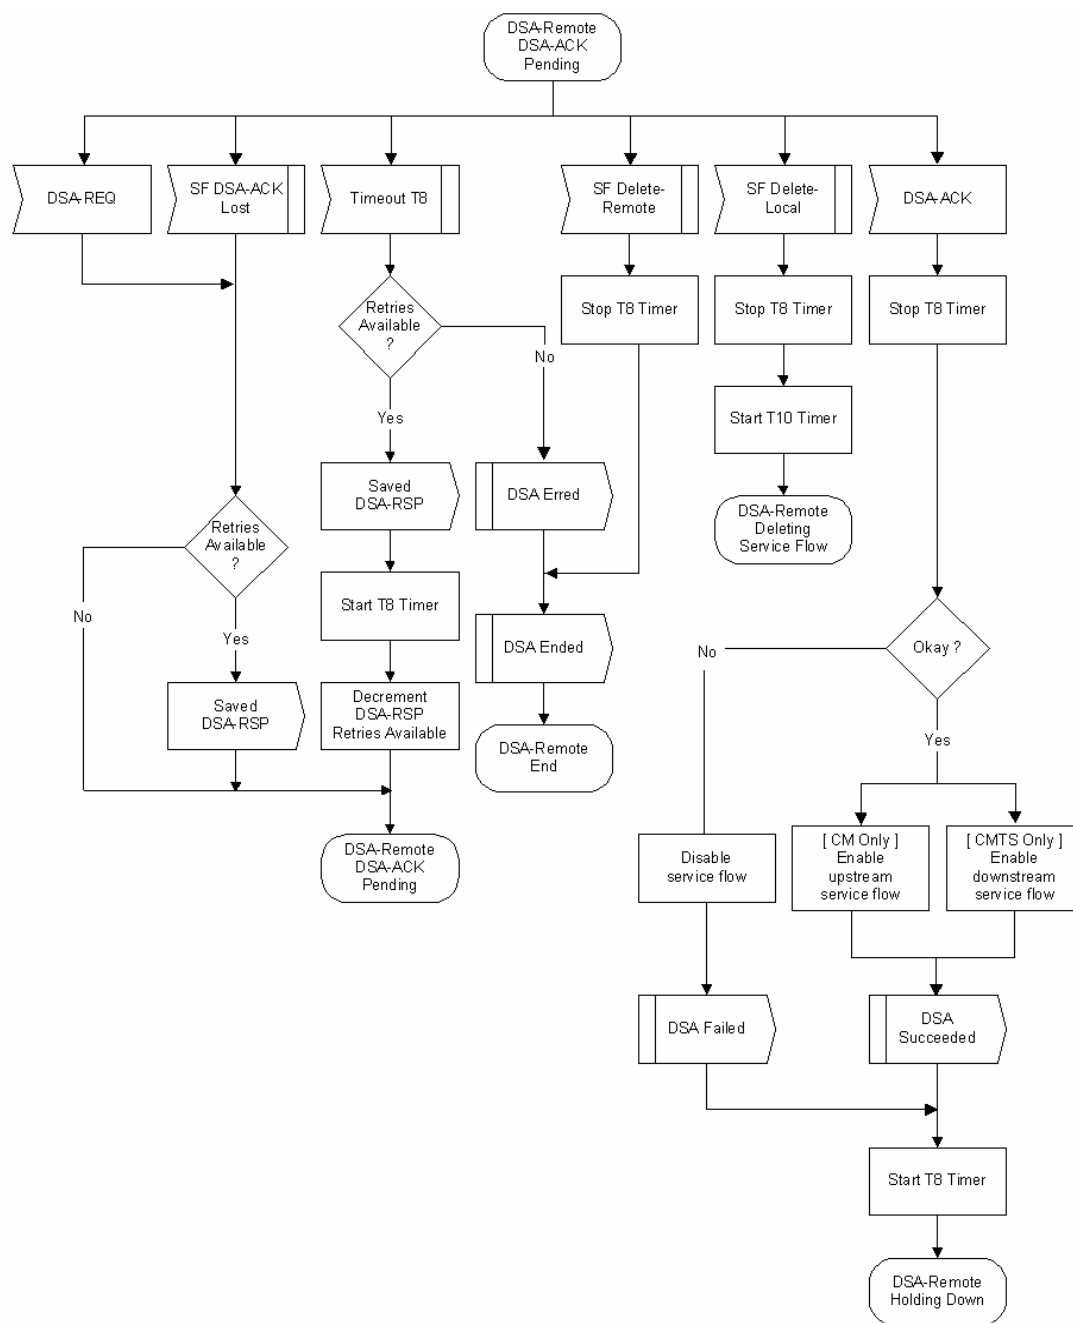 DSA-Remote
DSA-ACK
Pending
DSA-REQ
SF DSA-ACK
Lost
Timeout T8
SF Delete-
Remote
SF Delete-
Local
DSA-ACK
Retries
Available
?
Stop T8 Timer
Stop T8 Timer
Stop T8 Timer
No
Yes
Start T10 Timer
Saved
DSA-RSP
DSA Erred
DSA-Remote
Deleting
Service Flow
Retries
Available
?
No
Yes
Start T8 Timer
DSA Ended
Okay ?
No
Yes
Saved
DSA-RSP
Decrement
DSA-RSP
Retries Available
DSA-Remote
End
DSA-Remote
DSA-ACK
Pending
Disable
service flow
[ CM Only ]
Enable
upstream
service flow
[ CMTS Only ]
Enable
downstream
service flow
DSA Failed
DSA
Succeeded
Start T8 Timer
DSA-Remote
Holding Down